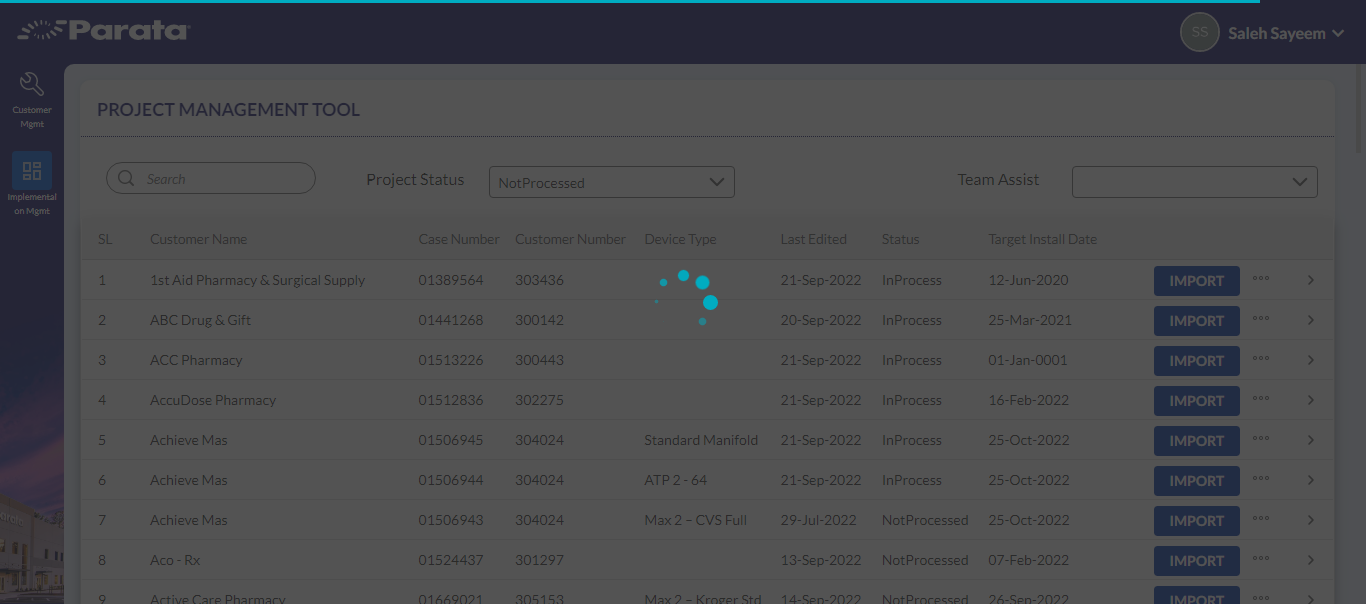 Parata
SS
Saleh Sayeem
Customer
Mgmt
Implementati
on Mgmt
PROJECT MANAGEMENT TOOL
Search
Project Status
NotProcessed
Team Assist
SL Customer Name Case Number Customer Number Device Type Last Edited Status Target Install Date
1 1st Aid Pharmacy & Surgical Supply 01389564 303436 21-Sep-2022 InProcess 12-Jun-2020 IMPORT
2 ABC Drug & Gift 01441268 300142 20-Sep-2022 InProcess 25-Mar-2021 IMPORT
3 ACC Pharmacy 01513226 300443 21-Sep-2022 InProcess 01-Jan-0001 IMPORT
4 AccuDose Pharmacy 01512836 302275 21-Sep-2022 InProcess 16-Feb-2022 IMPORT
5 Achieve Mas 01506945 304024 Standard Manifold 21-Sep-2022 InProcess 25-Oct-2022 IMPORT
6 Achieve Mas 01506944 304024 ATP 2 - 64 21-Sep-2022 InProcess 25-Oct-2022 IMPORT
7 Achieve Mas 01506943 304024 Max 2 – CVS Full 29-Jul-2022 NotProcessed 25-Oct-2022 IMPORT
8 Aco - Rx 01524437 301297 13-Sep-2022 NotProcessed 07-Feb-2022 IMPORT
9 Active Care Pharmacy 01669021 305153 Max 2 – Kroger Std 14-Sep-2022 NotProcessed 26-Sep-2022 IMPORT